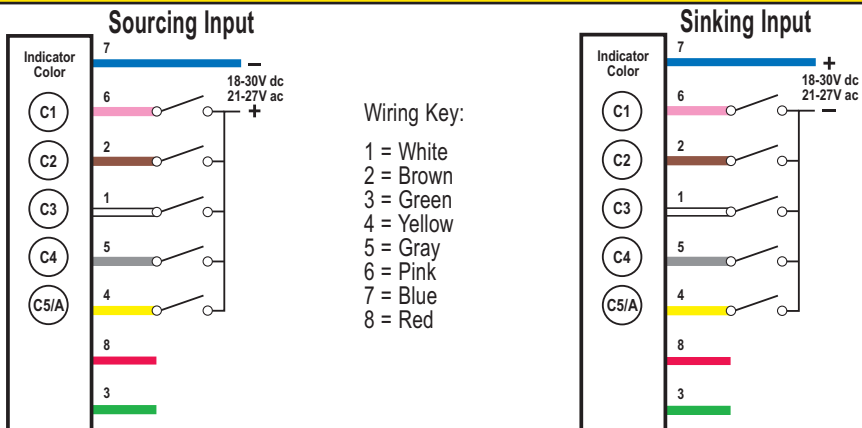 Sourcing Input
Indicator
Color
7
–
18-30V dc
21-27V ac
+
C1
6
C2
2
C3
1
C4
5
C5/A
4
8
3
Wiring Key:
1 = White
2 = Brown
3 = Green
4 = Yellow
5 = Gray
6 = Pink
7 = Blue
8 = Red
Sinking Input
Indicator
Color
7
+
18-30V dc
21-27V ac
–
C1
6
C2
2
C3
1
C4
5
C5/A
4
8
3